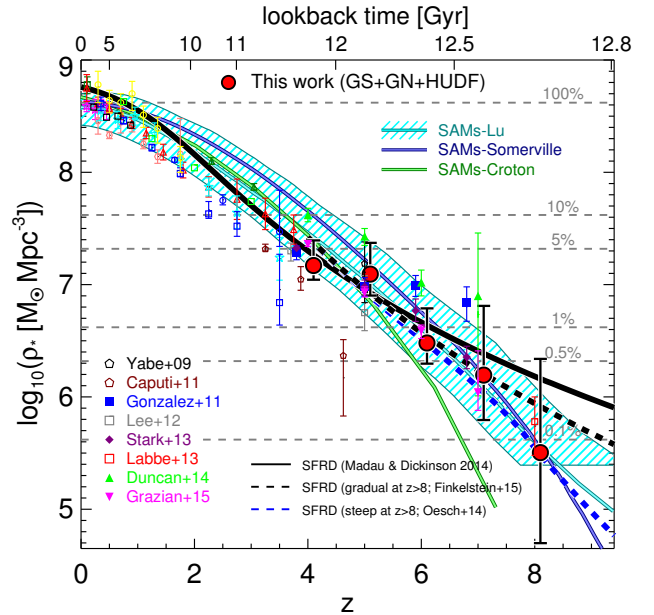 lookback time [Gyr]
0 5 10 11 12 12.5 12.8
This work (GS+GN+HUDF)
100%
SAMs-Lu
SAMs-Somerville
SAMs-Croton
10%
5%
1%
0.5%
0.1%
9
8
7
6
5
log10(ρ* [M⊙ Mpc-3])
Yabe+09
Caputi+11
Gonzalez+11
Lee+12
Stark+13
Labbe+13
Duncan+14
Grazian+15
SFRD (Madau & Dickinson 2014)
SFRD (gradual at z>8; Finkelstein+15)
SFRD (steep at z>8; Oesch+14)
0 2 4 6 8
z